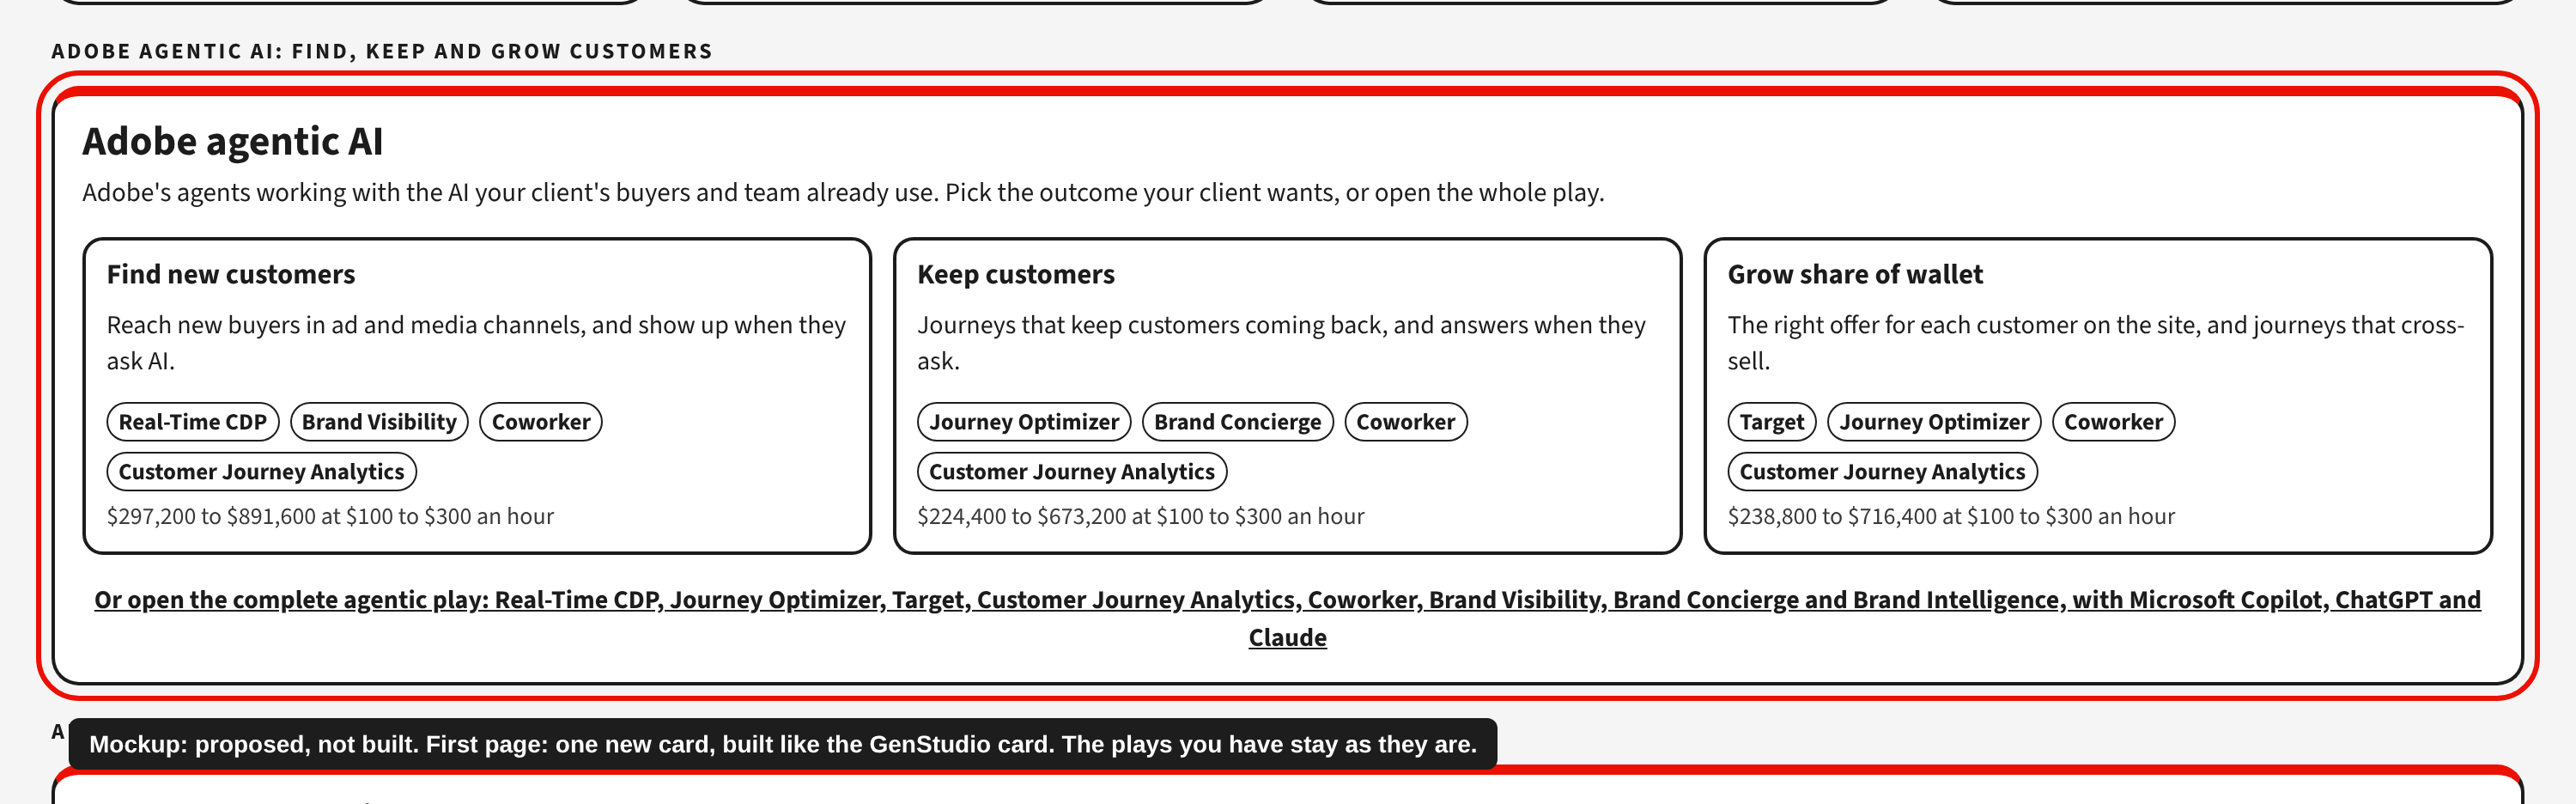 ADOBE AGENTIC AI: FIND, KEEP AND GROW CUSTOMERS
Adobe agentic AI
Adobe's agents working with the AI your client's buyers and team already use. Pick the outcome your client wants, or open the whole play.
Find new customers
Reach new buyers in ad and media channels, and show up when they
ask AI.
Real-Time CDP
Brand Visibility
Coworker
Customer Journey Analytics
$297,200 to $891,600 at $100 to $300 an hour
Keep customers
Journeys that keep customers coming back, and answers when they
ask.
Journey Optimizer
Brand Concierge
Coworker
Customer Journey Analytics
$224,400 to $673,200 at $100 to $300 an hour
Grow share of wallet
The right offer for each customer on the site, and journeys that cross-
sell.
Target
Journey Optimizer
Coworker
Customer Journey Analytics
$238,800 to $716,400 at $100 to $300 an hour
Or open the complete agentic play: Real-Time CDP, Journey Optimizer, Target, Customer Journey Analytics, Coworker, Brand Visibility, Brand Concierge and Brand Intelligence, with Microsoft Copilot, ChatGPT and
Claude
Mockup: proposed, not built. First page: one new card, built like the GenStudio card. The plays you have stay as they are.